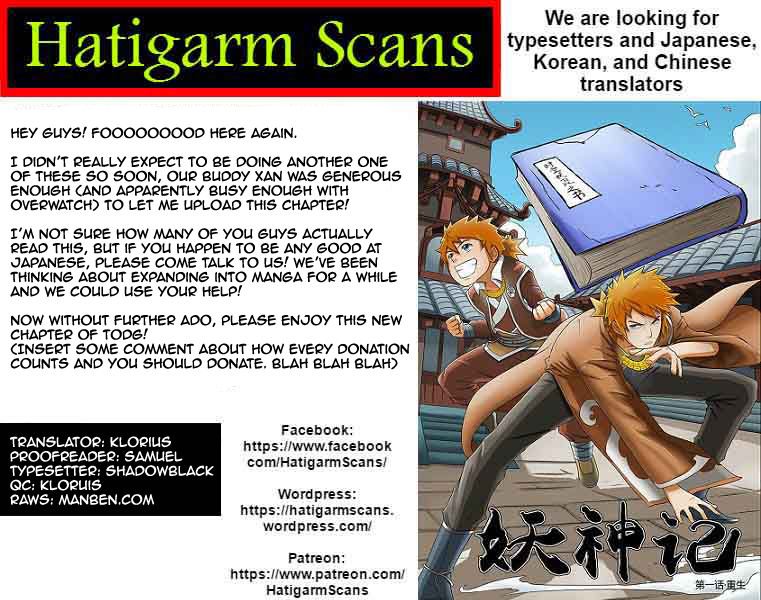 Hatigarm Scans
We are looking for
typesetters and Japanese,
Korean, and Chinese
translators
HEY GUYS! FOOOOOOOOD HERE AGAIN.
I DIDN'T REALLY EXPECT TO BE DOING ANOTHER ONE
OF THESE SO SOON, OUR BUDDY XAN WAS GENEROUS
ENOUGH (AND APPARENTLY BUSY ENOUGH WITH
OVERWATCH) TO LET ME UPLOAD THIS CHAPTER!
I'M NOT SURE HOW MANY OF YOU GUYS ACTUALLY
READ THIS, BUT IF YOU HAPPEN TO BE ANY GOOD AT
JAPANESE, PLEASE COME TALK TO US! WE'VE BEEN
THINKING ABOUT EXPANDING INTO MANGA FOR A WHILE
AND WE COULD USE YOUR HELP!
NOW WITHOUT FURTHER ADO, PLEASE ENJOY THIS NEW
CHAPTER OF TODG!
(INSERT SOME COMMENT ABOUT HOW EVERY DONATION
COUNTS AND YOU SHOULD DONATE. BLAH BLAH BLAH)
TRANSLATOR: KLORIUS
PROOFREADER: SAMUEL
TYPESETTER: SHADOWBLACK
QC: KLORUIS
RAWS: MANBEN.COM
Facebook:
https://www.facebook
com/HatigarmScans/
Wordpress:
https://hatigarmscans.
wordpress.com/
Patreon:
https://www.patreon.com/
HatigarmScans
妖神记
第一话·重生